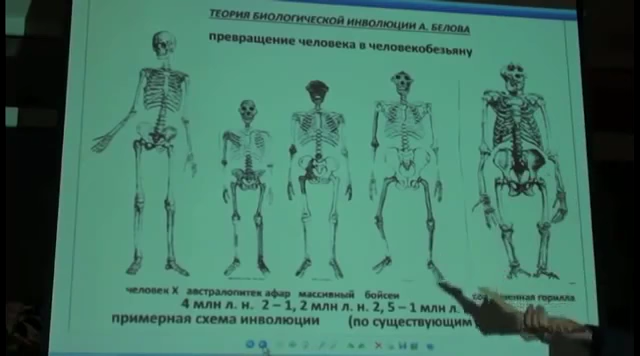 ТЕОРИЯ БИОЛОГИЧЕСКОЙ ИНВОЛЮЦИИ А. БЕЛОВА
превращение человека в человекобезьяну
человек Х австралопитек афар массивный бойсеи горилла
4 млн л. н. 2 – 1, 2 млн л. н. 2, 5 – 1 млн л.
примерная схема инволюции (по существующим